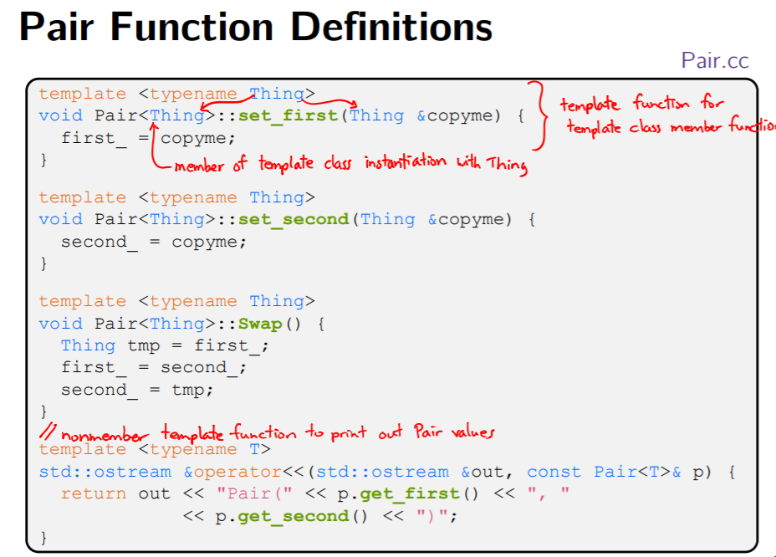 Pair Function Definitions
Pair.cc
template <typename Thing>
void Pair<Thing>::set_first(Thing &copyme) {
  first_ = copyme;
}
template function for
template class member function
member of template class instantiation with Thing
template <typename Thing>
void Pair<Thing>::set_second(Thing &copyme) {
  second_ = copyme;
}
template <typename Thing>
void Pair<Thing>::Swap() {
  Thing tmp = first_;
  first_ = second_;
  second_ = tmp;
}
// nonmember template function to print out Pair values
template <typename T>
std::ostream &operator<<(std::ostream &out, const Pair<T>& p) {
  return out << "Pair(" << p.get_first() << ", "
             << p.get_second() << ")";
}